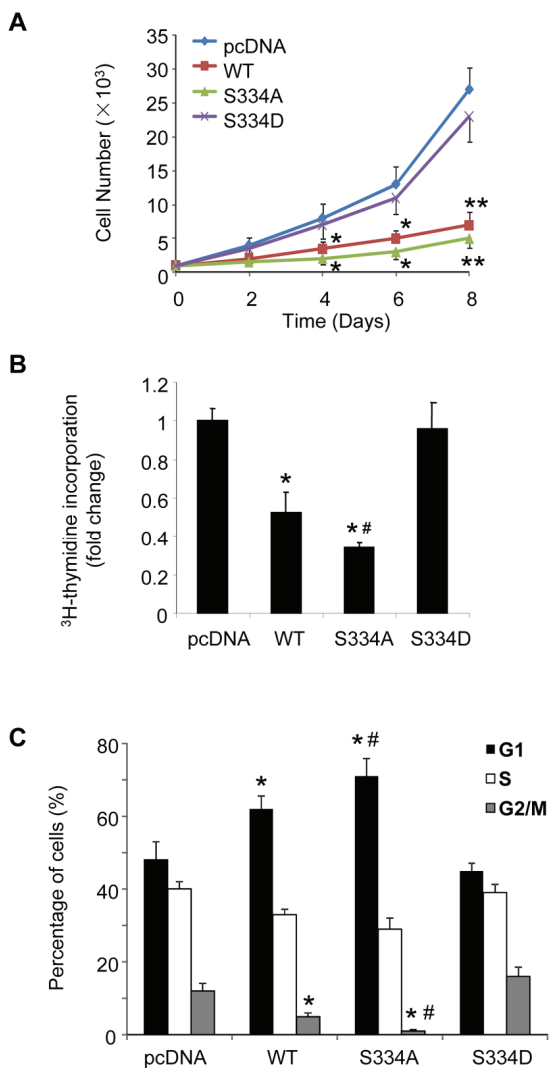 A
35
30
25
20
15
10
5
0
Cell Number (×10³)
pcDNA
WT
S334A
S334D
* * **
* * **
0 2 4 6 8
Time (Days)
B
1.2
1
0.8
0.6
0.4
0.2
0
³H-thymidine incorporation
(fold change)
*
* #
pcDNA WT S334A S334D
C
80
60
40
20
0
Percentage of cells (%)
* #
*
*
* #
G1
S
G2/M
pcDNA WT S334A S334D